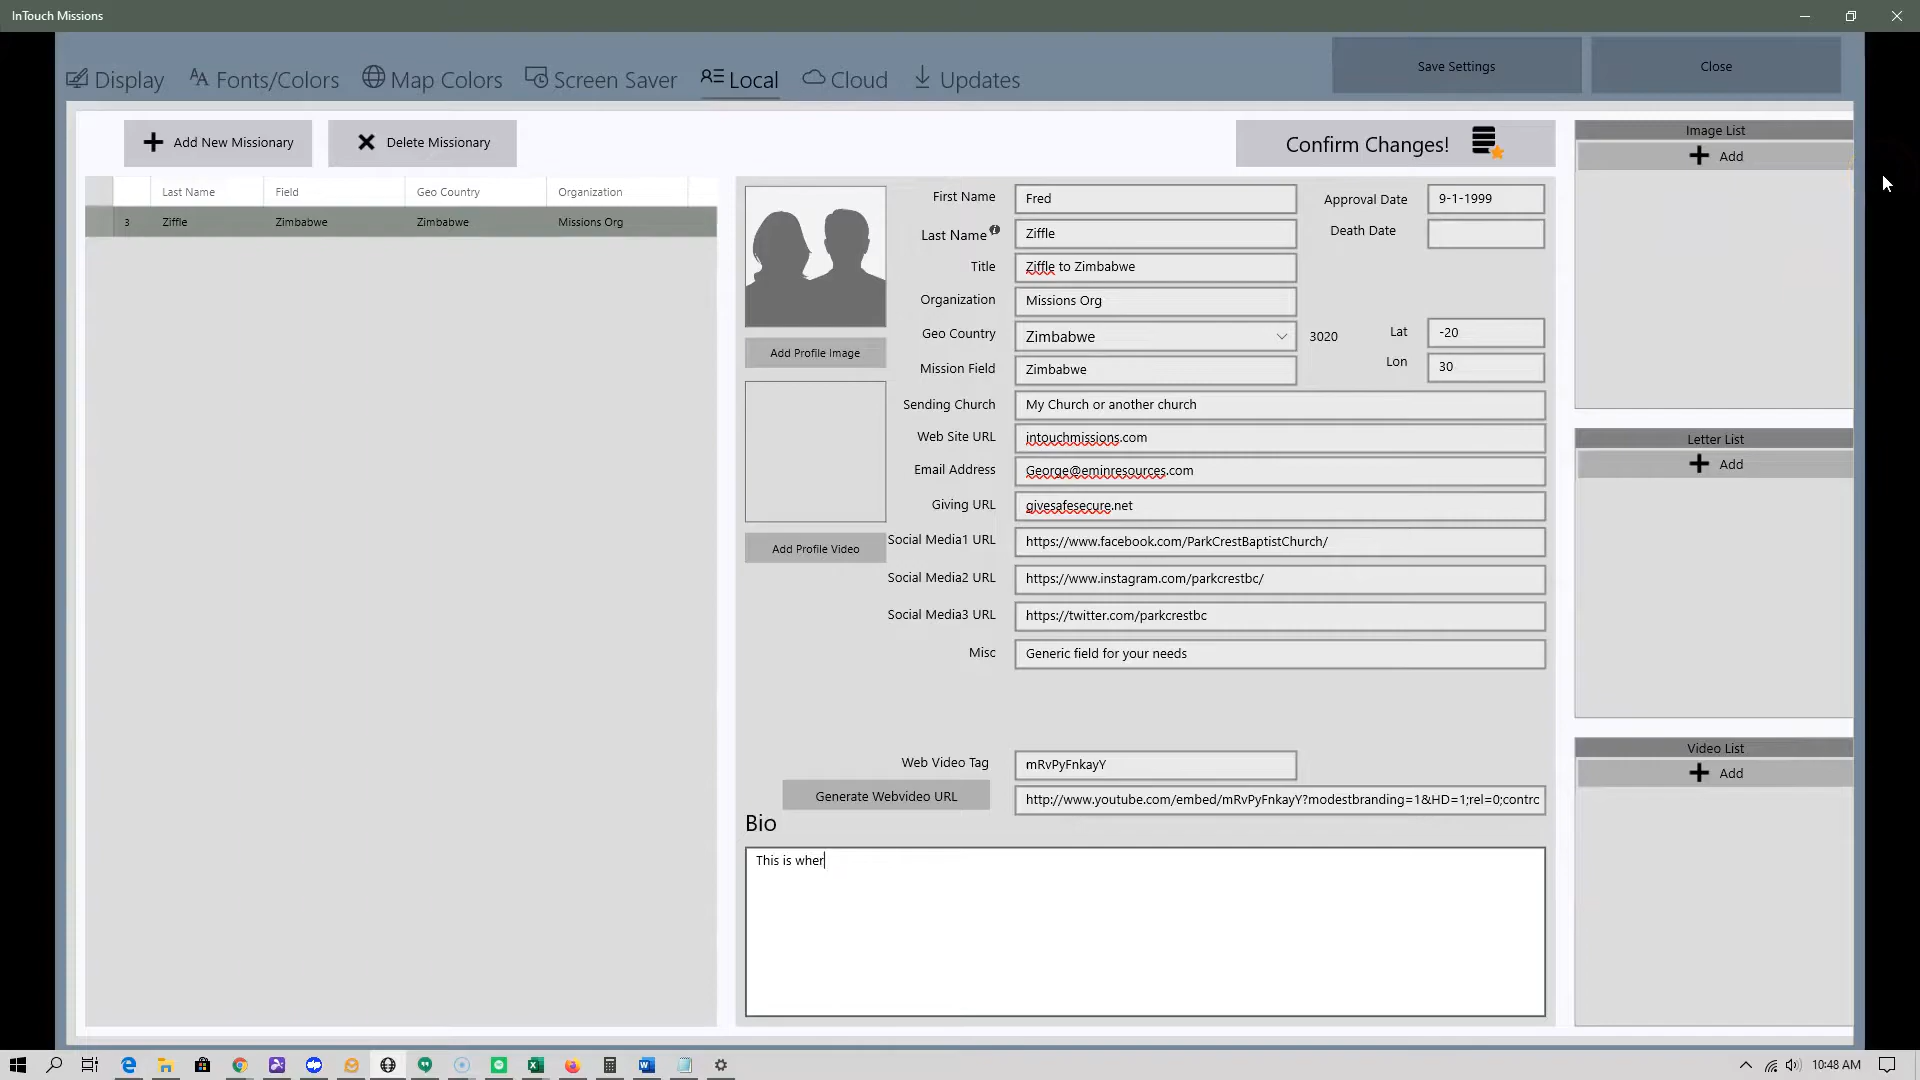 InTouch Missions
Display
Fonts/Colors
Map Colors
Screen Saver
Local
Cloud
Updates
Save Settings
Close
Add New Missionary
Delete Missionary
Confirm Changes!
Last Name
Field
Geo Country
Organization
3
Ziffle
Zimbabwe
Zimbabwe
Missions Org
Add Profile Image
Add Profile Video
First Name
Fred
Approval Date
9-1-1999
Last Name
Ziffle
Death Date
Title
Ziffle to Zimbabwe
Organization
Missions Org
Geo Country
Zimbabwe
3020
Lat
-20
Mission Field
Zimbabwe
Lon
30
Sending Church
My Church or another church
Web Site URL
intouchmissions.com
Email Address
George@eminresources.com
Giving URL
givesafesecure.net
Social Media1 URL
https://www.facebook.com/ParkCrestBaptistChurch/
Social Media2 URL
https://www.instagram.com/parkcrestbc/
Social Media3 URL
https://twitter.com/parkcrestbc
Misc
Generic field for your needs
Web Video Tag
mRvPyFnkayY
Generate Webvideo URL
http://www.youtube.com/embed/mRvPyFnkayY?modestbranding=1&HD=1;rel=0;contrc
Bio
This is wher
Image List
Add
Letter List
Add
Video List
Add
10:48 AM